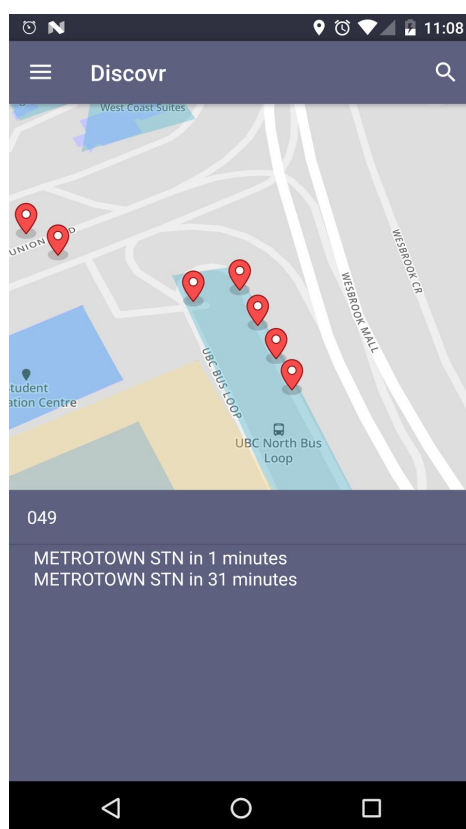 11:08
Discovr
West Coast Suites
UNION
WESBROOK CR
WESBROOK MALL
UBC BUS LOOP
tudent
ation Centre
UBC North Bus
Loop
049
METROTOWN STN in 1 minutes
METROTOWN STN in 31 minutes